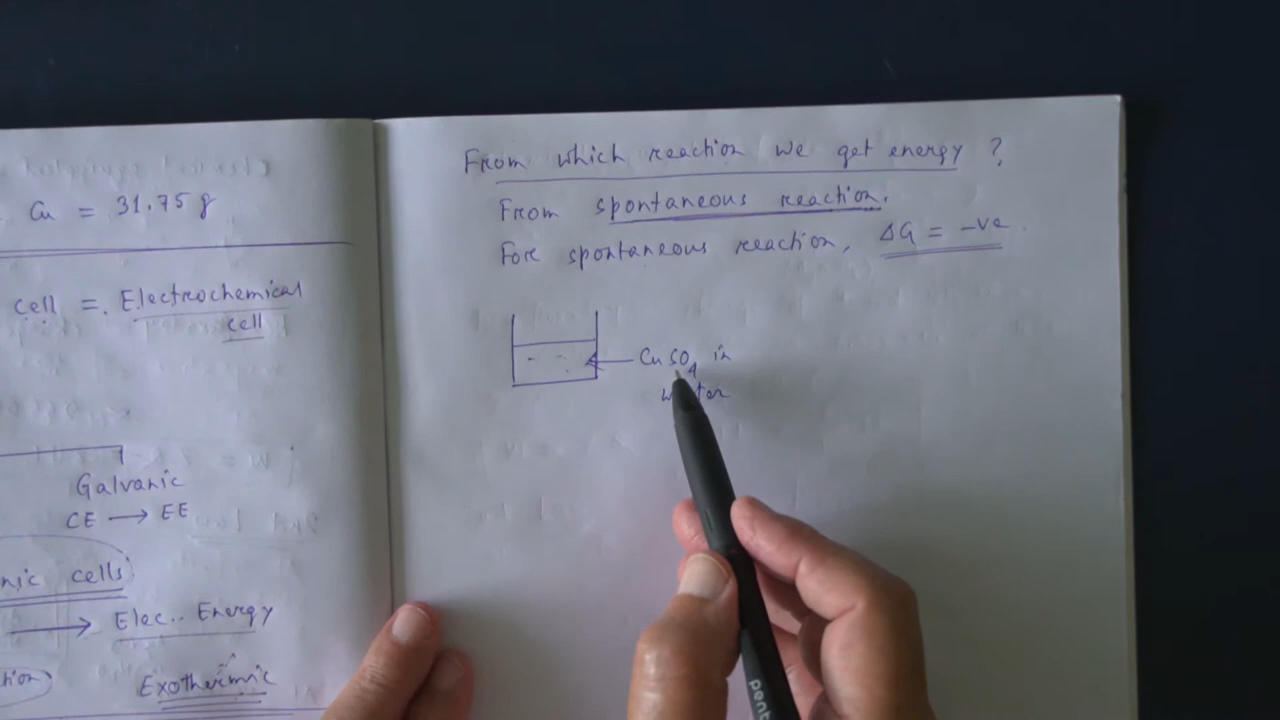 Cu = 31.75 g
cell = Electrochemical
cell
Galvanic
CE → EE
nic cells
→ Elec.. Energy
Exothermic
From which reaction we get energy ?
From spontaneous reaction.
For spontaneous reaction, ΔG = -ve
CuSO4 in
water